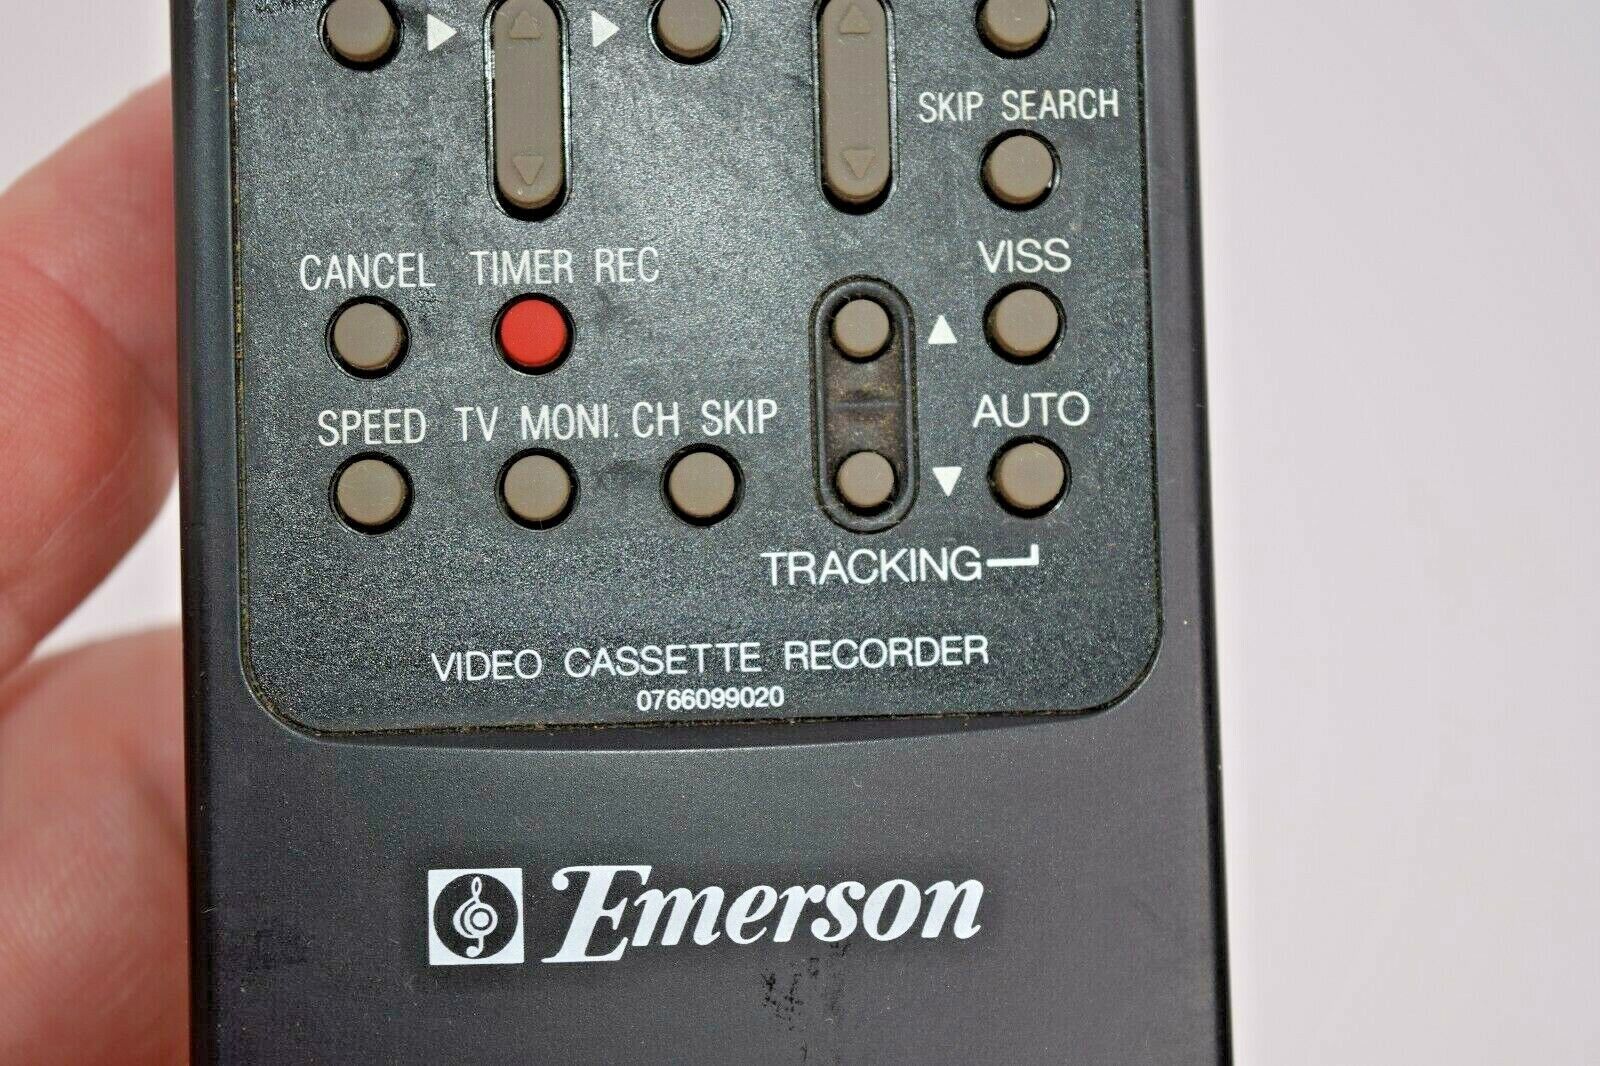 SKIP SEARCH
CANCEL TIMER REC VISS
SPEED TV MONI. CH SKIP AUTO
TRACKING
VIDEO CASSETTE RECORDER
0766099020
Emerson